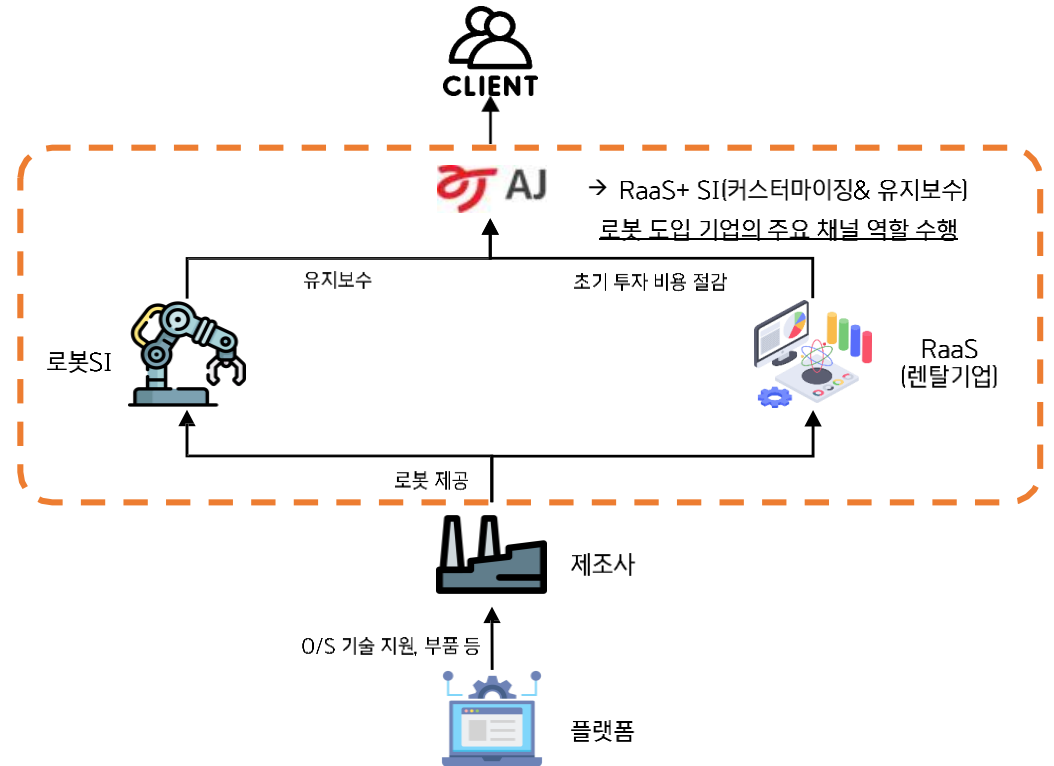 CLIENT
AJ
→ RaaS+ SI(커스터마이징& 유지보수)
로봇 도입 기업의 주요 채널 역할 수행
유지보수
초기 투자 비용 절감
로봇SI
RaaS
(렌탈기업)
로봇 제공
제조사
O/S 기술 지원, 부품 등
플랫폼